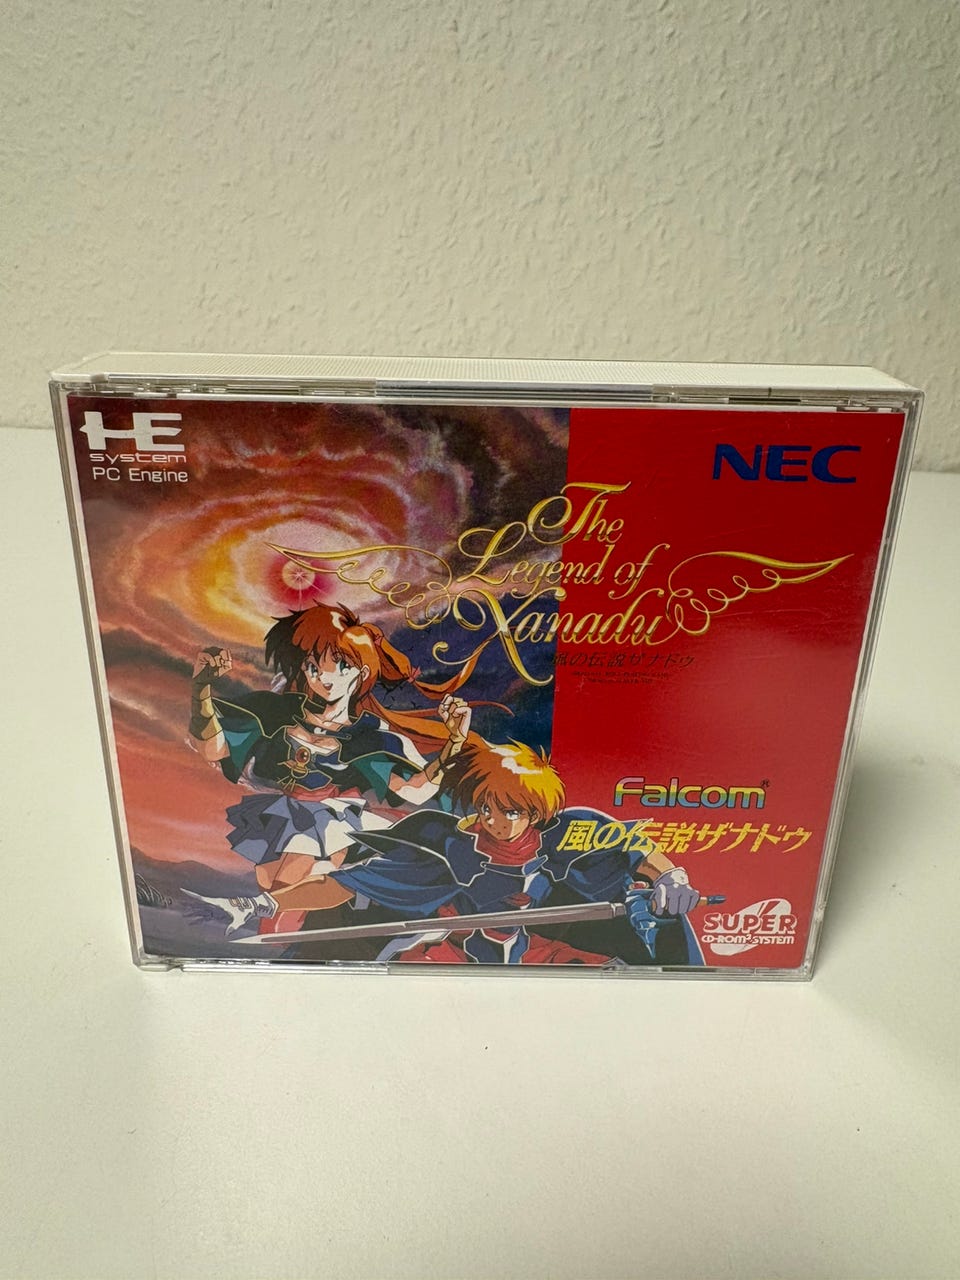 HE
system
PC Engine
NEC
The
Legend of
Xanadu
風の伝説ザナドゥ
Falcom®
風の伝説ザナドゥ
SUPER
CD-ROM² SYSTEM